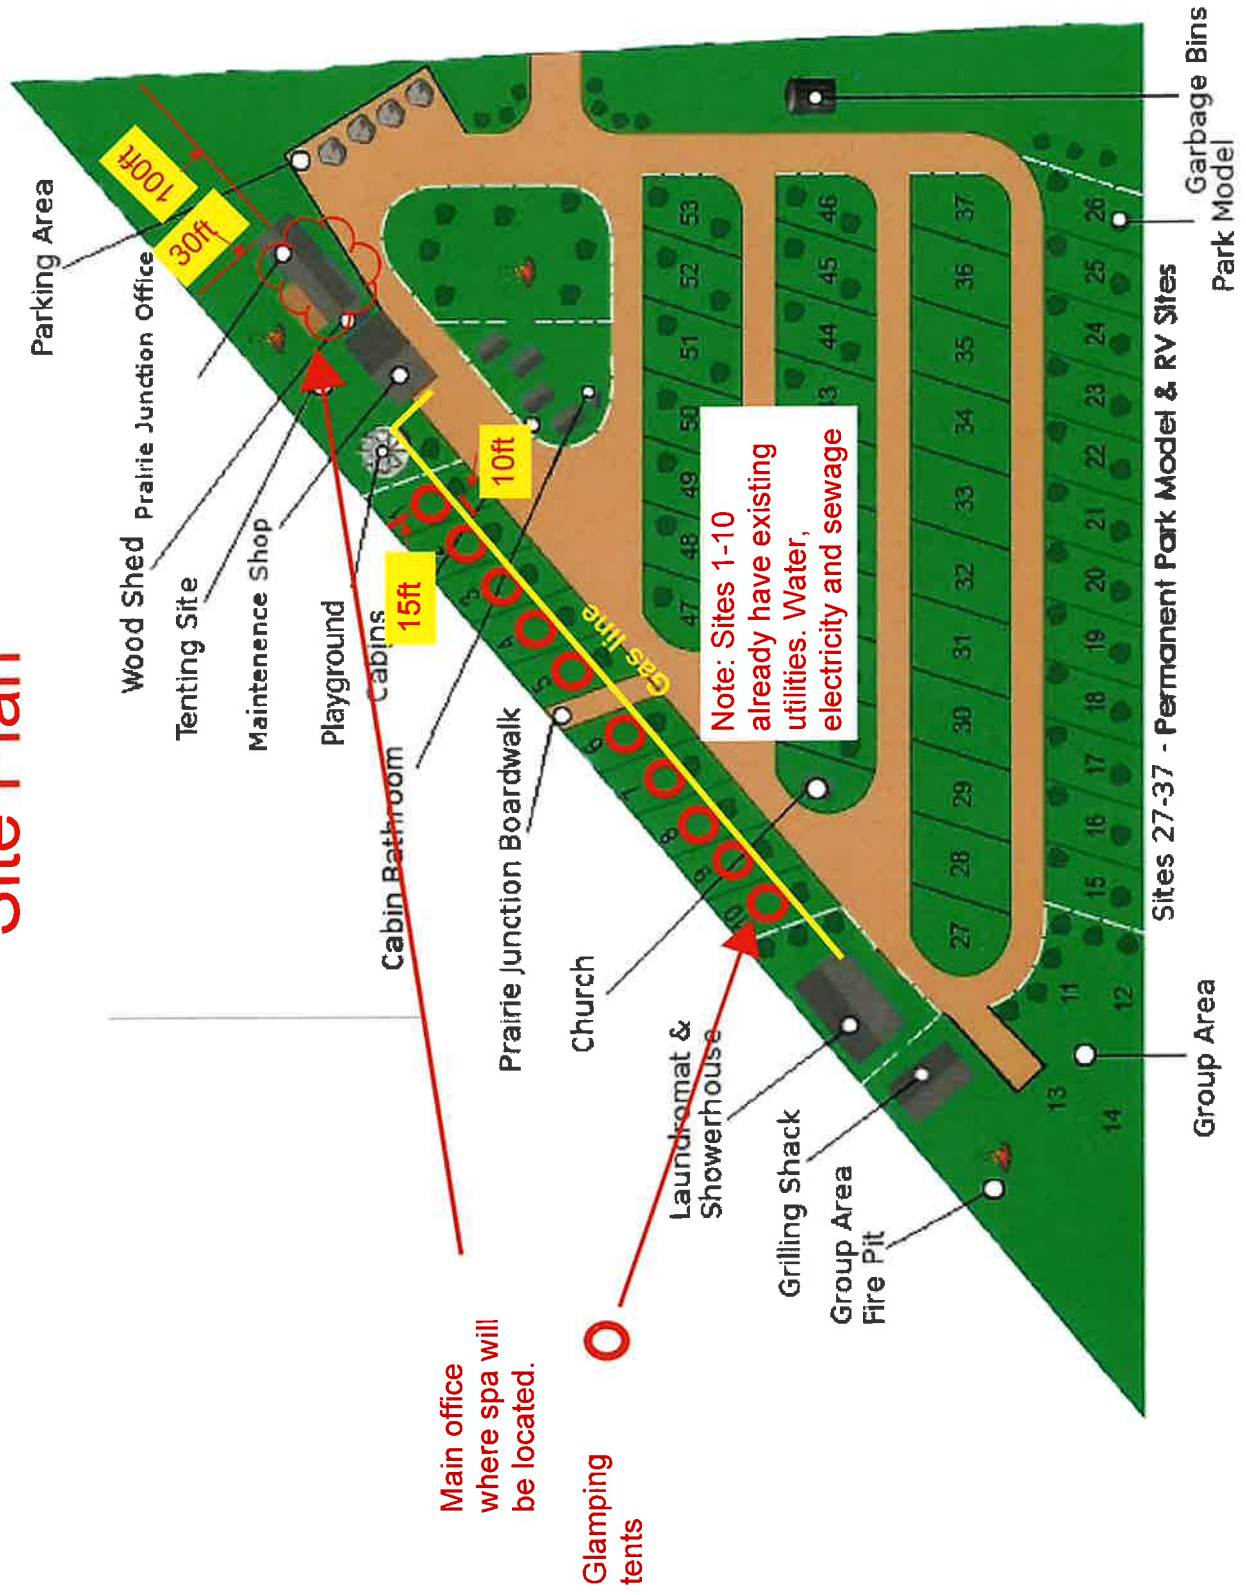 Site Plan
Parking Area
Prairie Junction Office
Wood Shed
Tenting Site
Maintenence Shop
Playground
Cabins
Cabin Bathroom
Prairie Junction Boardwalk
Church
Laundromat &
Showerhouse
Grilling Shack
Group Area
Fire Pit
100ft
30ft
15ft
10ft
Main office
where spa will
be located.
Glamping
tents
Gas line
Note: Sites 1-10
already have existing
utilities. Water,
electricity and sewage
10 9 8 7 6 5 4 3
47 48 49 50 51 52 53
44 45 46
27 28 29 30 31 32 33 34 35 36 37
13 11
14 12 15 16 17 18 19 20 21 22 23 24 25 26
Sites 27-37 - Permanent Park Model & RV Sites
Group Area
Park Model
Garbage Bins